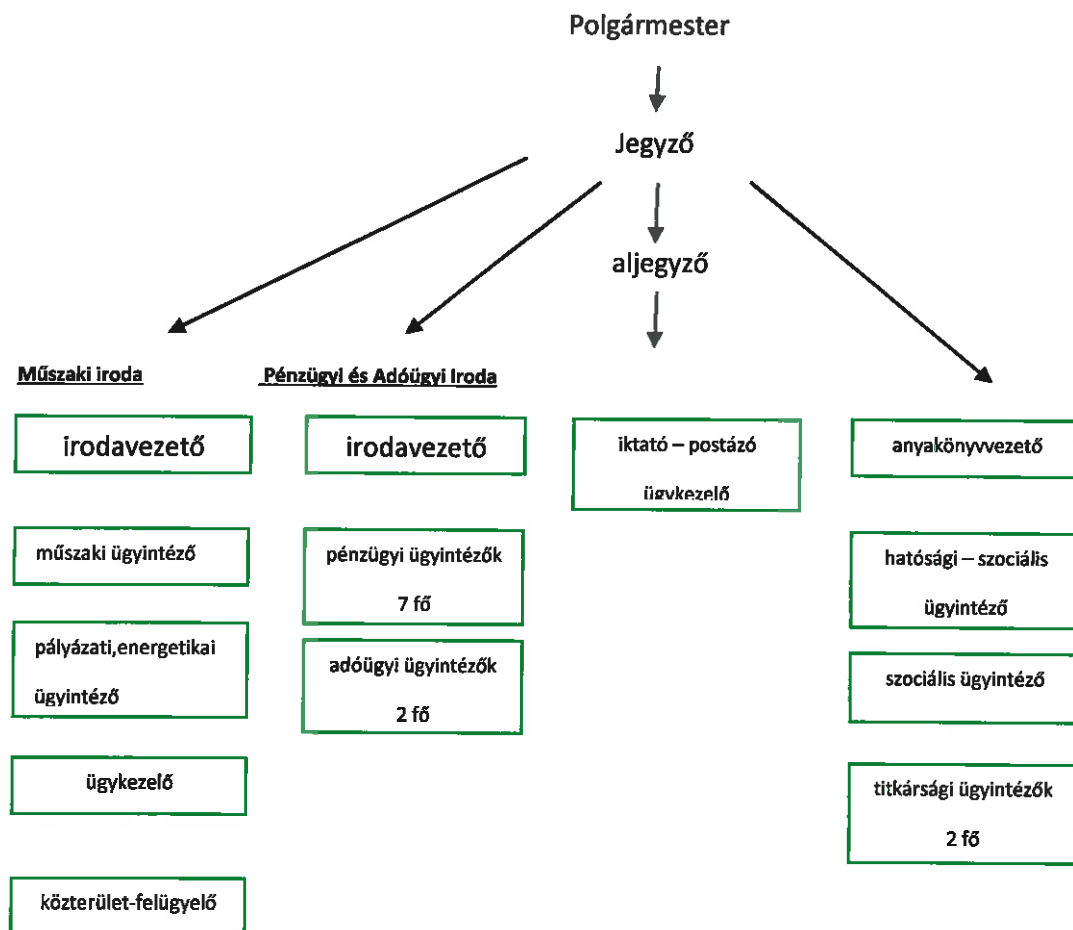 Polgármester
Jegyző
aljegyző
Műszaki iroda
irodavezető
műszaki ügyintéző
pályázati,energetikai
ügyintéző
ügykezelő
közterület-felügyelő
Pénzügyi és Adóügyi Iroda
irodavezető
pénzügyi ügyintézők
7 fő
adóügyi ügyintézők
2 fő
iktató – postázó
ügykezelő
anyakönyvvezető
hatósági – szociális
ügyintéző
szociális ügyintéző
titkársági ügyintézők
2 fő